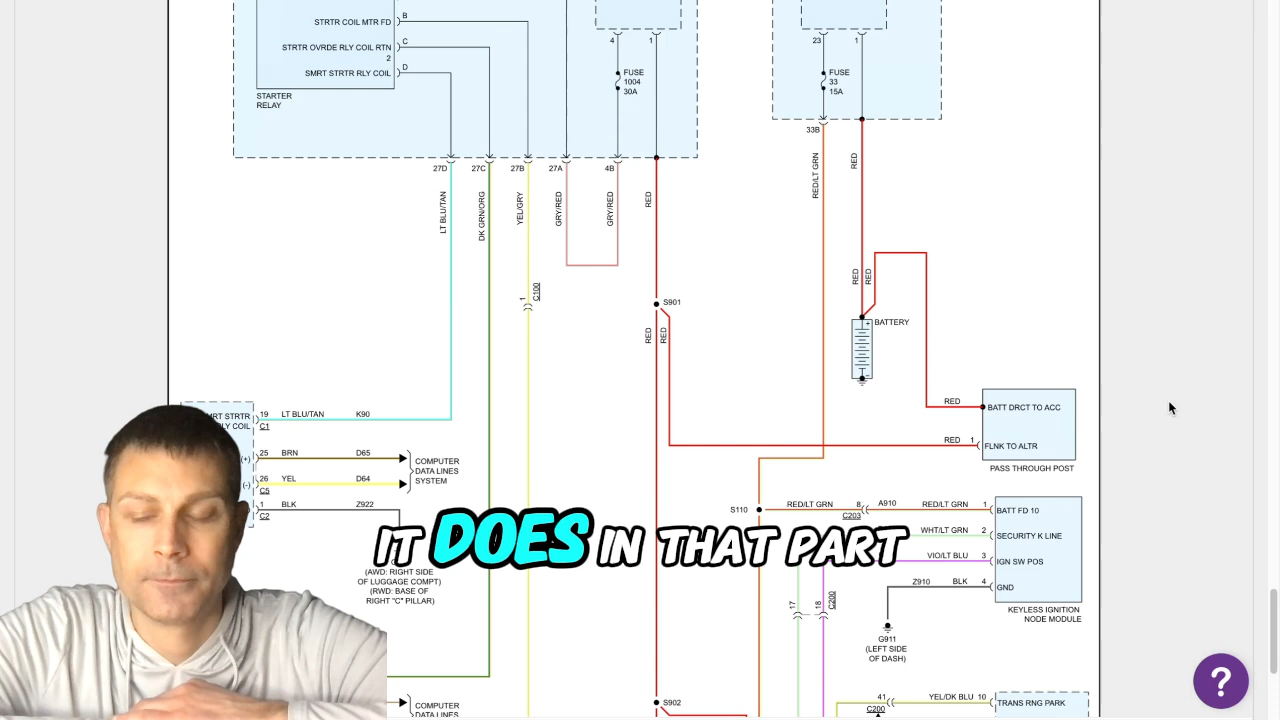 STRTR COIL MTR FD
B
STRTR OVRDE RLY COIL RTN
2
C
SMRT STRTR RLY COIL
D
STARTER
RELAY
4
1
FUSE
1004
30A
23
1
FUSE
33
15A
33B
27D
27C
27B
27A
4B
LT BLU/TAN
DK GRN/ORG
YEL/GRY
GRY/RED
GRY/RED
RED
RED/LT GRN
RED
1
C100
S901
RED
RED
RED
RED
+
BATTERY
-
RED
BATT DRCT TO ACC
RED
1
FLNK TO ALTR
PASS THROUGH POST
19
LT BLU/TAN
K90
C1
25
BRN
D65
(+)
26
YEL
D64
(-)
C5
COMPUTER
DATA LINES
SYSTEM
1
BLK
Z922
C2
IT DOES IN THAT PART
(AWD: RIGHT SIDE
OF LUGGAGE COMPT)
(RWD: BASE OF
RIGHT "C" PILLAR)
S110
RED/LT GRN
8
C203
A910
RED/LT GRN
1
BATT FD 10
WHT/LT GRN
2
SECURITY K LINE
VIO/LT BLU
3
IGN SW POS
Z910
BLK
4
GND
KEYLESS IGNITION
NODE MODULE
17
18
C200
G911
(LEFT SIDE
OF DASH)
S902
COMPUTER
DATA LINES
41
C200
YEL/DK BLU
10
TRANS RNG PARK
?